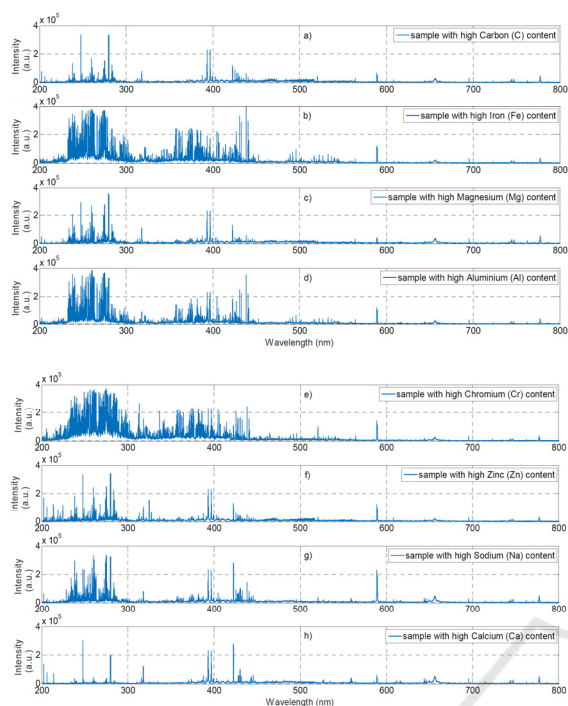 x 10^5
a)
sample with high Carbon (C) content
Intensity
(a.u.)
4
2
0
200 300 400 500 600 700 800
x 10^5
b)
sample with high Iron (Fe) content
Intensity
(a.u.)
4
2
0
200 300 400 500 600 700 800
x 10^5
c)
sample with high Magnesium (Mg) content
Intensity
(a.u.)
4
2
0
200 300 400 500 600 700 800
x 10^5
d)
sample with high Aluminium (Al) content
Intensity
(a.u.)
4
2
0
200 300 400 500 600 700 800
Wavelength (nm)
x 10^5
e)
sample with high Chromium (Cr) content
Intensity
(a.u.)
4
2
0
200 300 400 500 600 700 800
x 10^5
f)
sample with high Zinc (Zn) content
Intensity
(a.u.)
4
2
0
200 300 400 500 600 700 800
x 10^5
g)
sample with high Sodium (Na) content
Intensity
(a.u.)
4
2
0
200 300 400 500 600 700 800
x 10^5
h)
sample with high Calcium (Ca) content
Intensity
(a.u.)
4
2
0
200 300 400 500 600 700 800
Wavelength (nm)